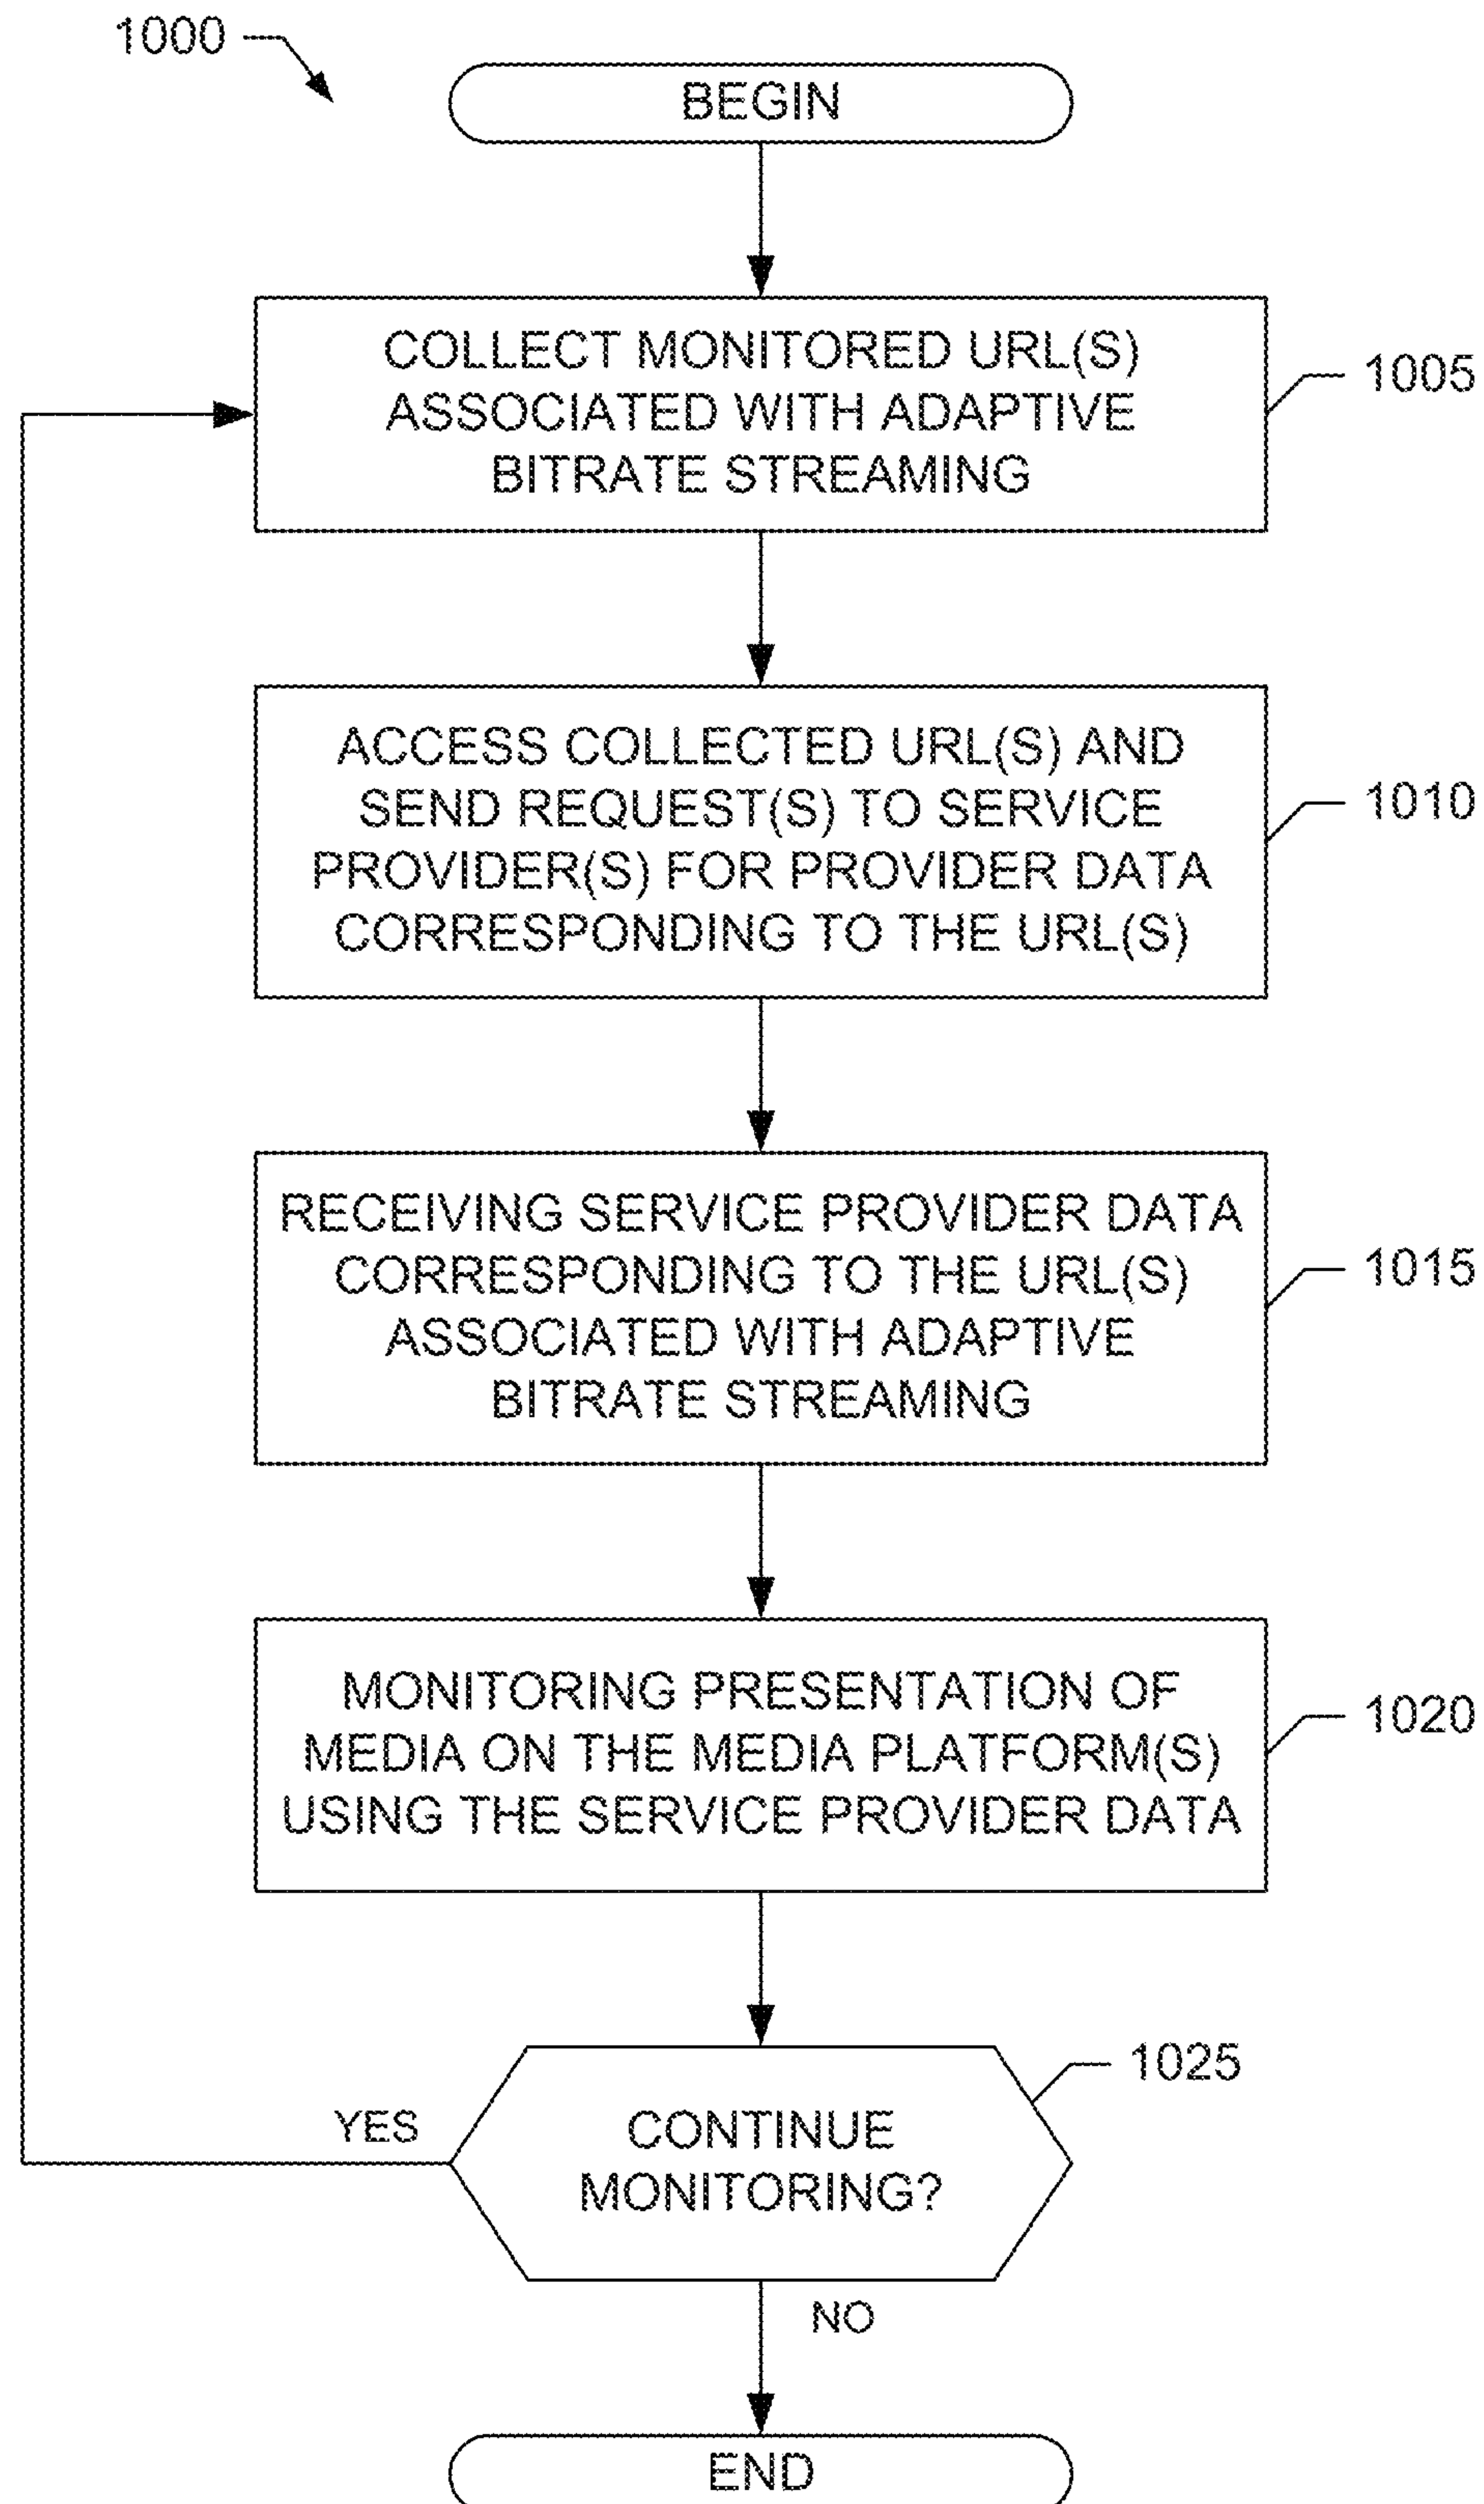 1000
BEGIN
COLLECT MONITORED URL(S)
ASSOCIATED WITH ADAPTIVE
BITRATE STREAMING
1005
ACCESS COLLECTED URL(S) AND
SEND REQUEST(S) TO SERVICE
PROVIDER(S) FOR PROVIDER DATA
CORRESPONDING TO THE URL(S)
1010
RECEIVING SERVICE PROVIDER DATA
CORRESPONDING TO THE URL(S)
ASSOCIATED WITH ADAPTIVE
BITRATE STREAMING
1015
MONITORING PRESENTATION OF
MEDIA ON THE MEDIA PLATFORM(S)
USING THE SERVICE PROVIDER DATA
1020
1025
YES
CONTINUE
MONITORING?
NO
END